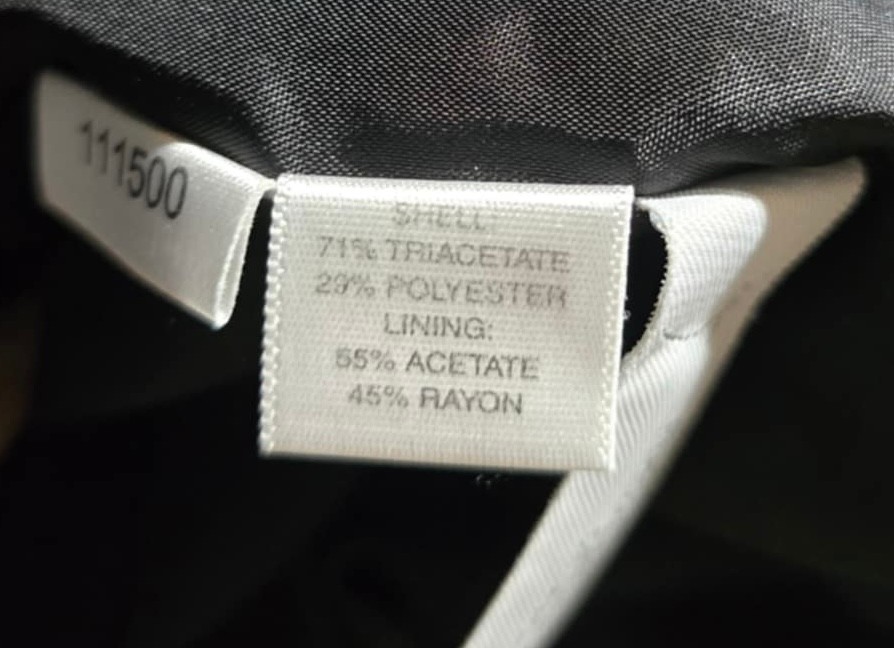 111500
SHELL:
71% TRIACETATE
29% POLYESTER
LINING:
55% ACETATE
45% RAYON